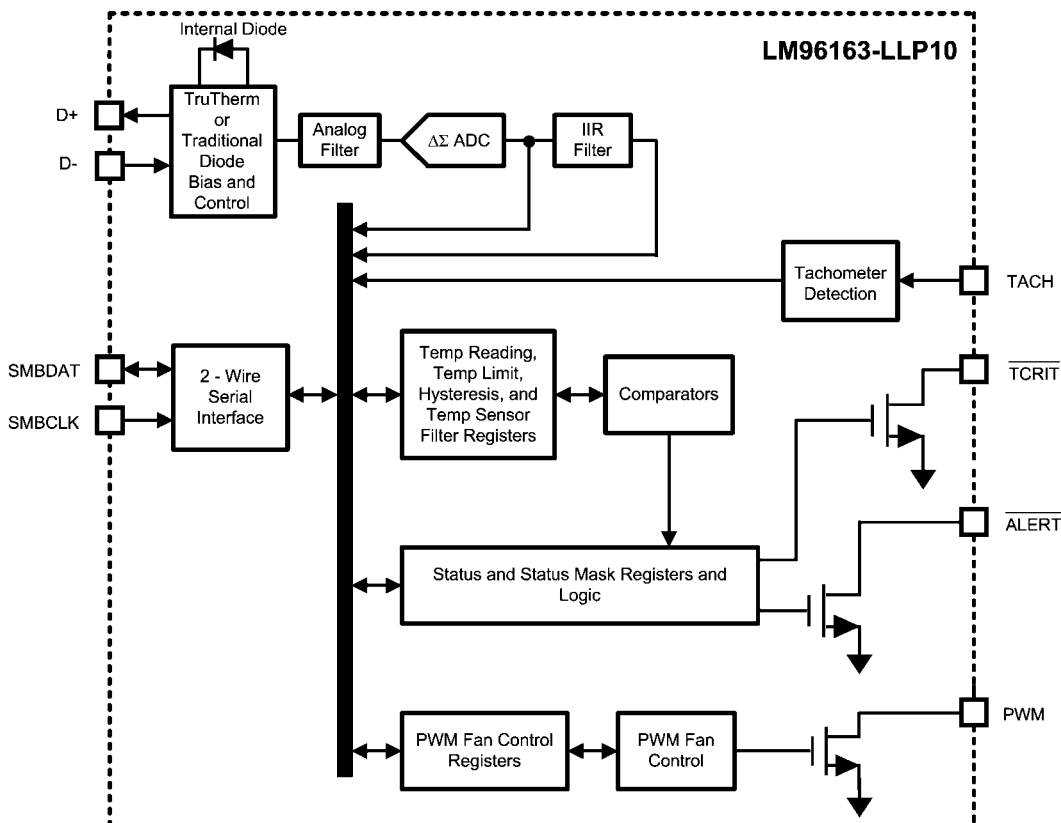 Internal Diode
LM96163-LLP10
D+
D-
TruTherm
or
Traditional
Diode
Bias and
Control
Analog
Filter
ΔΣ ADC
IIR
Filter
Tachometer
Detection
TACH
SMBDAT
SMBCLK
2 - Wire
Serial
Interface
Temp Reading,
Temp Limit,
Hysteresis, and
Temp Sensor
Filter Registers
Comparators
TCRIT
ALERT
Status and Status Mask Registers and
Logic
PWM Fan Control
Registers
PWM Fan
Control
PWM